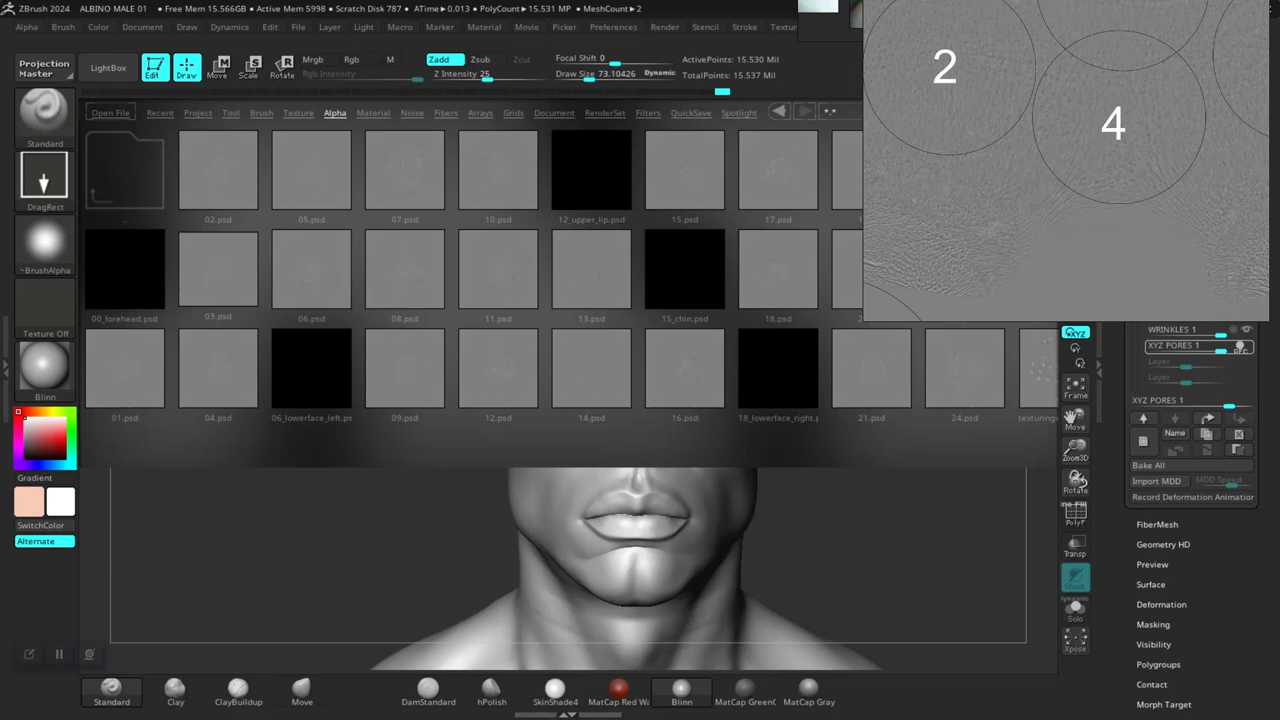 ZBrush 2024 ALBINO MALE 01 • Free Mem 15.566GB • Active Mem 5998 • Scratch Disk 787 • ATime▸0.013 • PolyCount▸15.531 MP • MeshCount▸2
Alpha Brush Color Document Draw Dynamics Edit File Layer Light Macro Marker Material Movie Picker Preferences Render Stencil Textur
Projection Master
LightBox
Edit Draw Move Scale Rotate
Mrgb Rgb M
Rgb Intensity
Zadd Zsub Zcut
Z Intensity 25
Focal Shift 0
Draw Size 73.10426 Dynamic
ActivePoints: 15.530 Mil
TotalPoints: 15.537 Mil
2
4
Open File Recent Project Tool Brush Texture Alpha Material Noise Fibers Arrays Grids Document RenderSet Filters QuickSave Spotlight
Standard
DragRect
~BrushAlpha
Texture Off
Blinn
Gradient
SwitchColor
Alternate
.. 02.psd 05.psd 07.psd 10.psd 12_upper_lip.psd 15.psd 17.psd
00_forehead.psd 03.psd 06.psd 08.psd 11.psd 13.psd 15_chin.psd 18.psd
01.psd 04.psd 06_lowerface_left.ps 09.psd 12.psd 14.psd 16.psd 18_lowerface_right.p 21.psd 24.psd texturing
XYZ
Frame
Move
Zoom3D
Rotate
PolyF
Transp
Ghost
Dynamic
Solo
Xpose
WRINKLES 1
XYZ PORES 1 REC
Layer
Layer
XYZ PORES 1
Name
Bake All
Import MDD MDD Speed
Record Deformation Animation
FiberMesh
Geometry HD
Preview
Surface
Deformation
Masking
Visibility
Polygroups
Contact
Morph Target
Standard Clay ClayBuildup Move DamStandard hPolish SkinShade4 MatCap Red Wa Blinn MatCap GreenC MatCap Gray